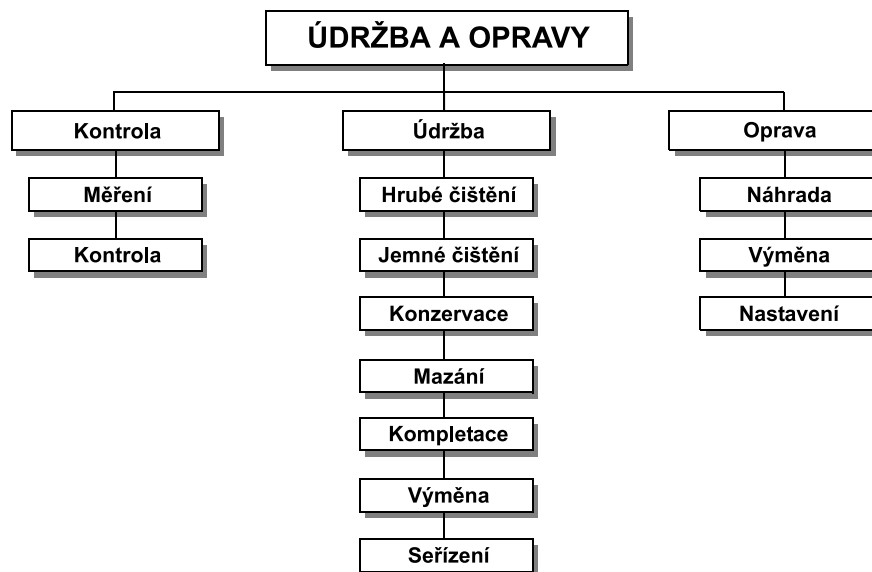 ÚDRŽBA A OPRAVY
Kontrola
Údržba
Oprava
Měření
Hrubé čištění
Náhrada
Kontrola
Jemné čištění
Výměna
Konzervace
Nastavení
Mazání
Kompletace
Výměna
Seřízení